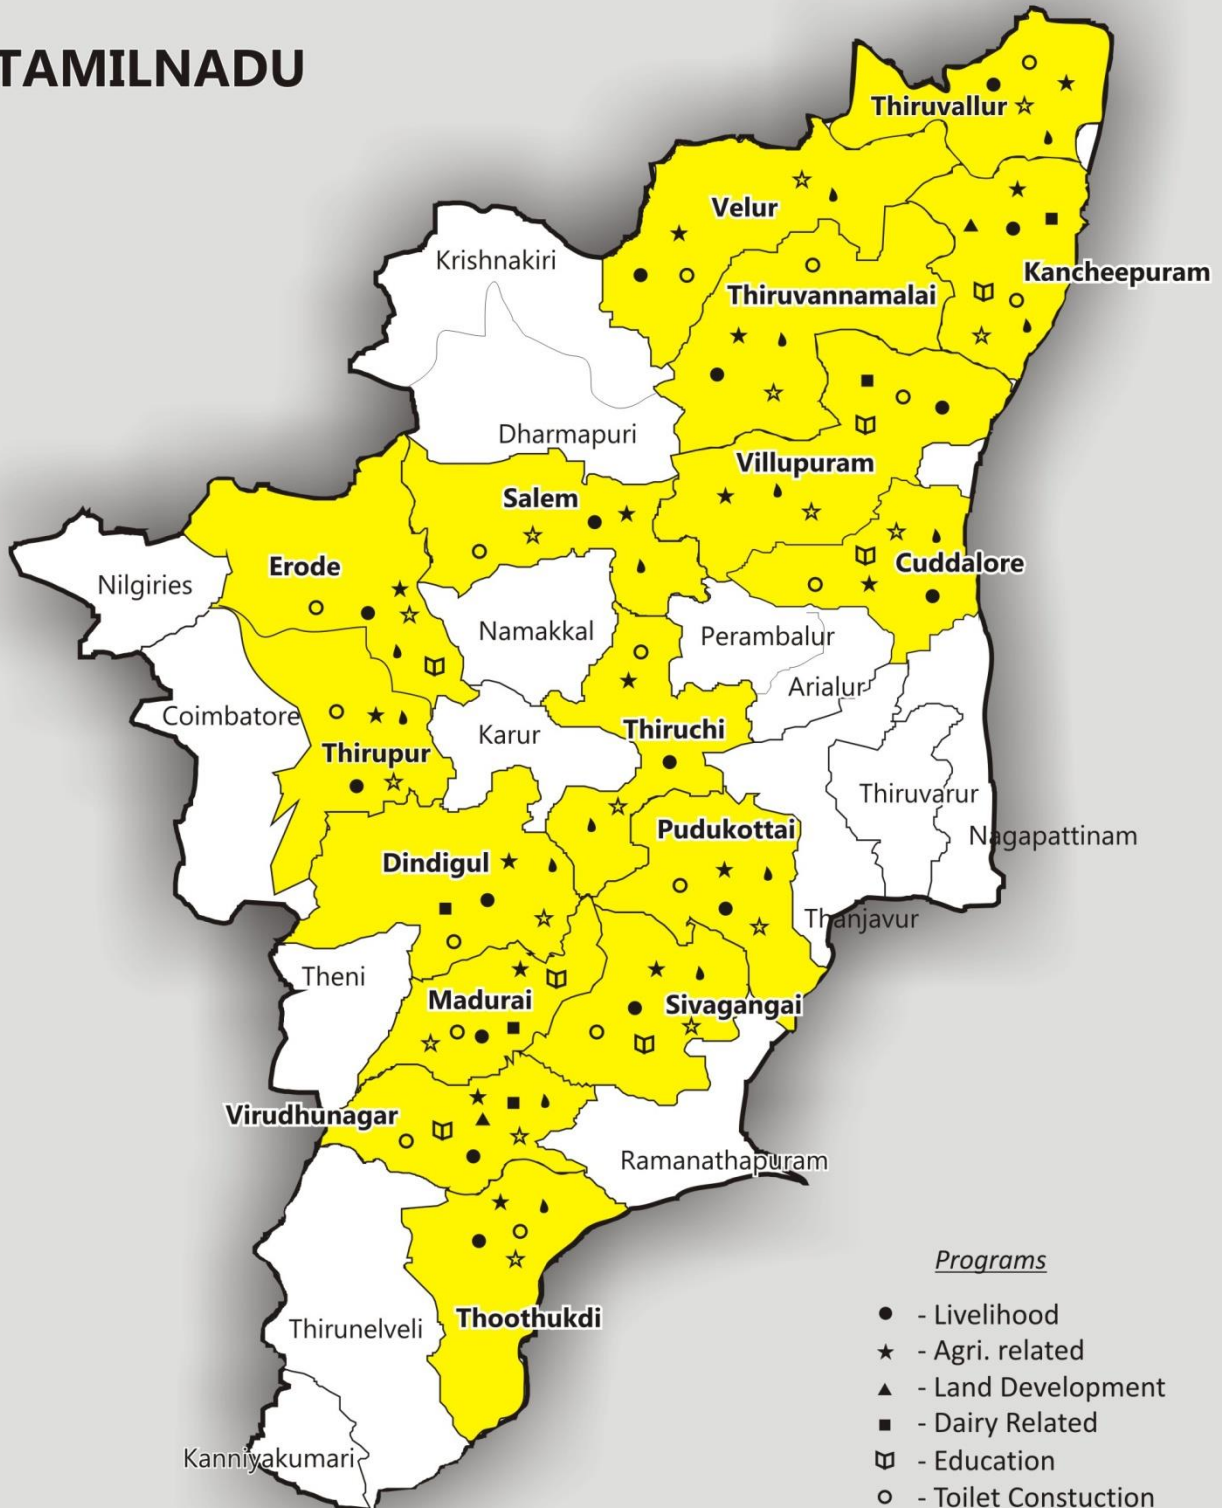 TAMILNADU
Thiruvallur
Velur
Krishnakiri
Kancheepuram
Thiruvannamalai
Dharmapuri
Villupuram
Salem
Cuddalore
Erode
Nilgiries
Namakkal
Perambalur
Arialur
Coimbatore
Karur
Thiruchi
Thirupur
Thiruvarur
Pudukottai
Nagapattinam
Dindigul
Thanjavur
Theni
Madurai
Sivagangai
Virudhunagar
Ramanathapuram
Thoothukdi
Thirunelveli
Kanniyakumari
Programs
- Livelihood
- Agri. related
- Land Development
- Dairy Related
- Education
- Toilet Constuction